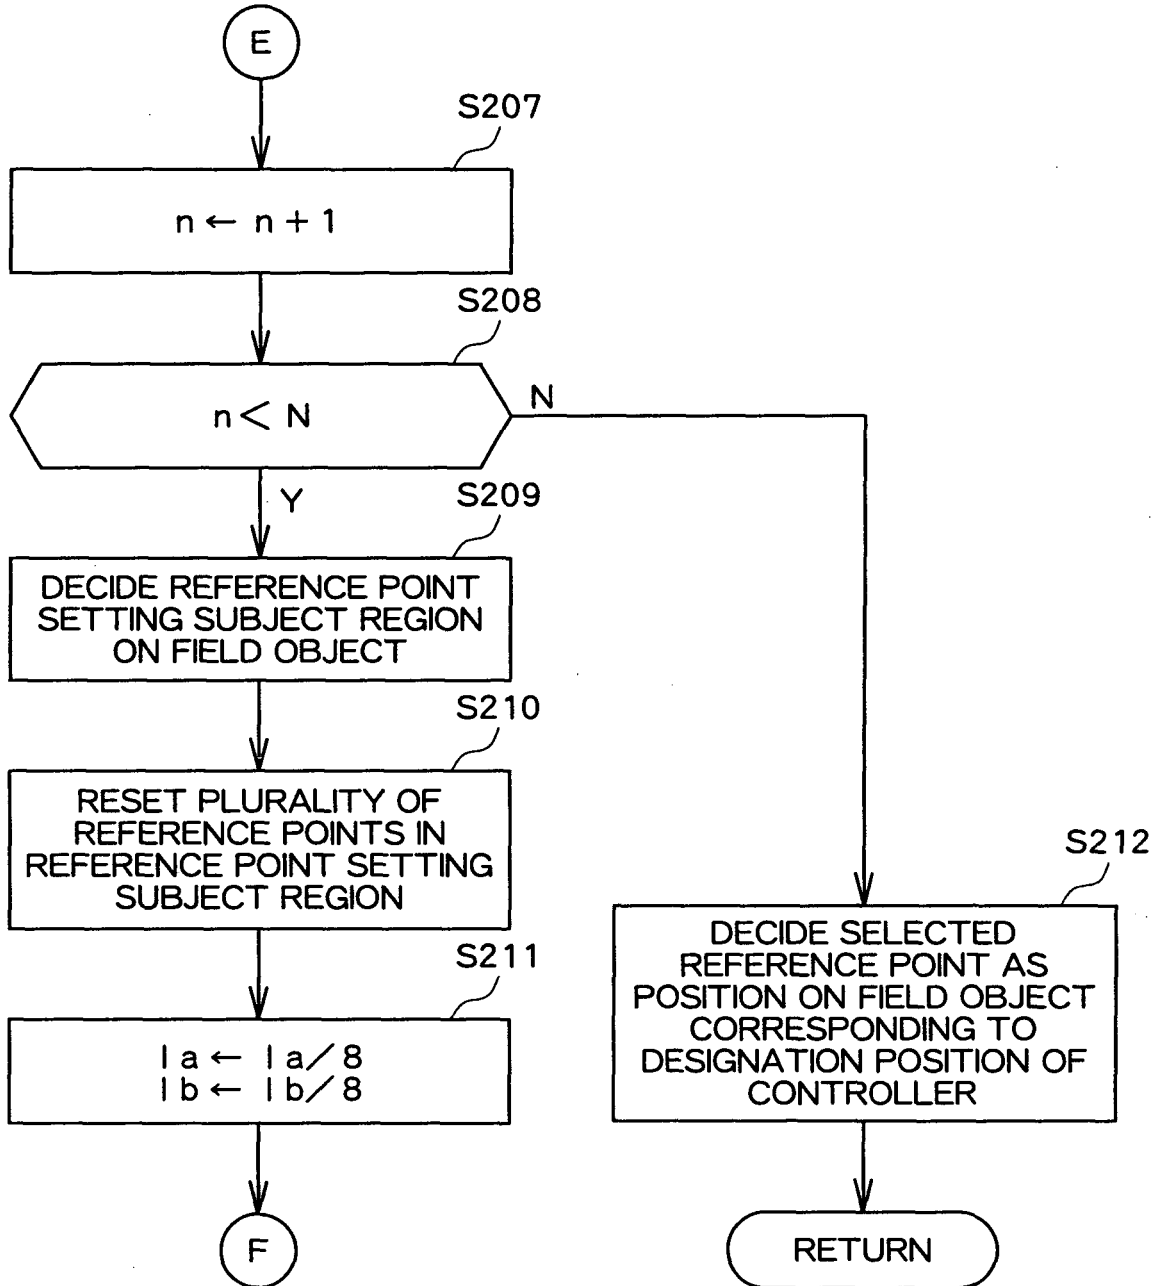 E
S207
n ← n + 1
S208
n < N
N
Y
S209
DECIDE REFERENCE POINT
SETTING SUBJECT REGION
ON FIELD OBJECT
S210
RESET PLURALITY OF
REFERENCE POINTS IN
REFERENCE POINT SETTING
SUBJECT REGION
S211
la ← la/8
lb ← lb/8
F
S212
DECIDE SELECTED
REFERENCE POINT AS
POSITION ON FIELD OBJECT
CORRESPONDING TO
DESIGNATION POSITION OF
CONTROLLER
RETURN